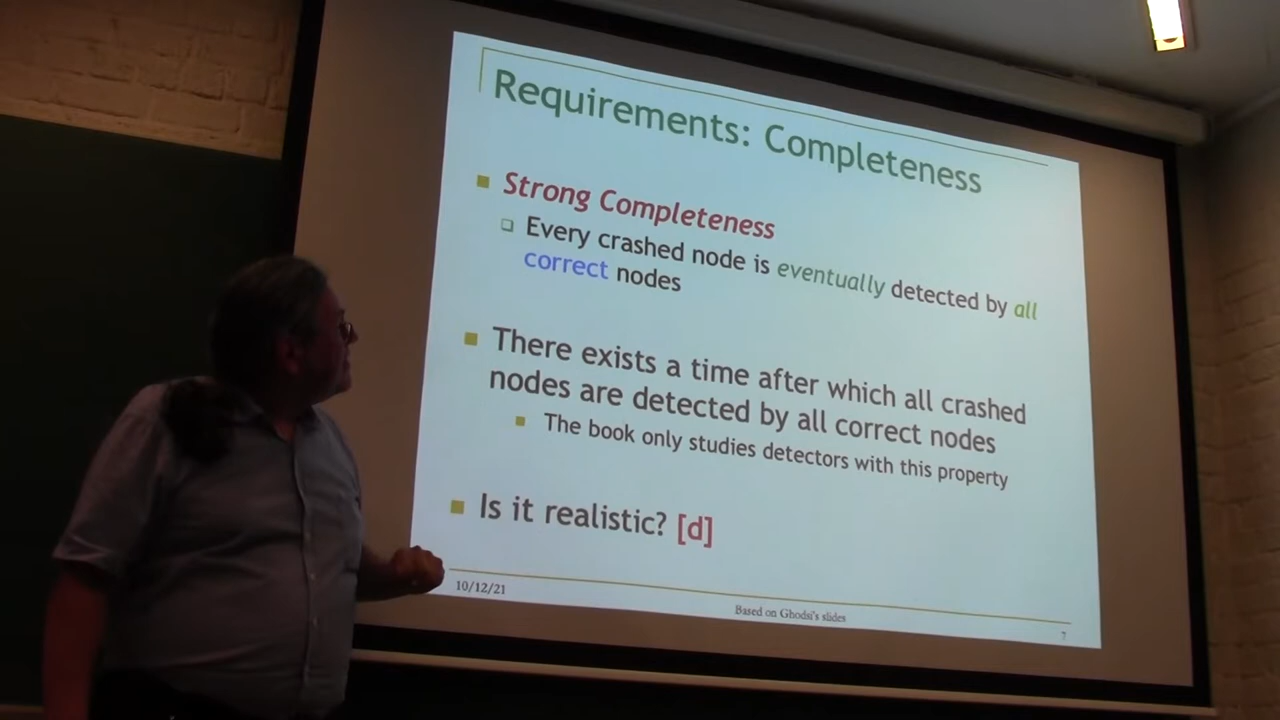 Requirements: Completeness
Strong Completeness
Every crashed node is eventually detected by all
correct nodes
There exists a time after which all crashed
nodes are detected by all correct nodes
The book only studies detectors with this property
Is it realistic? [d]
10/12/21
Based on Ghodsi's slides
7